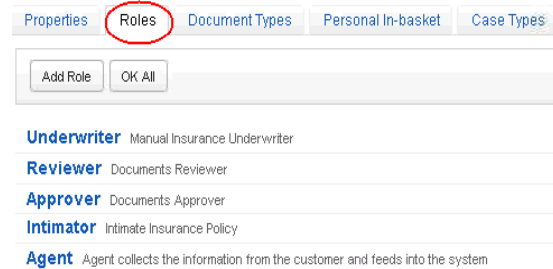 Properties Roles Document Types Personal In-basket Case Types
Add Role OK All
Underwriter Manual Insurance Underwriter
Reviewer Documents Reviewer
Approver Documents Approver
Intimator Intimate Insurance Policy
Agent Agent collects the information from the customer and feeds into the system